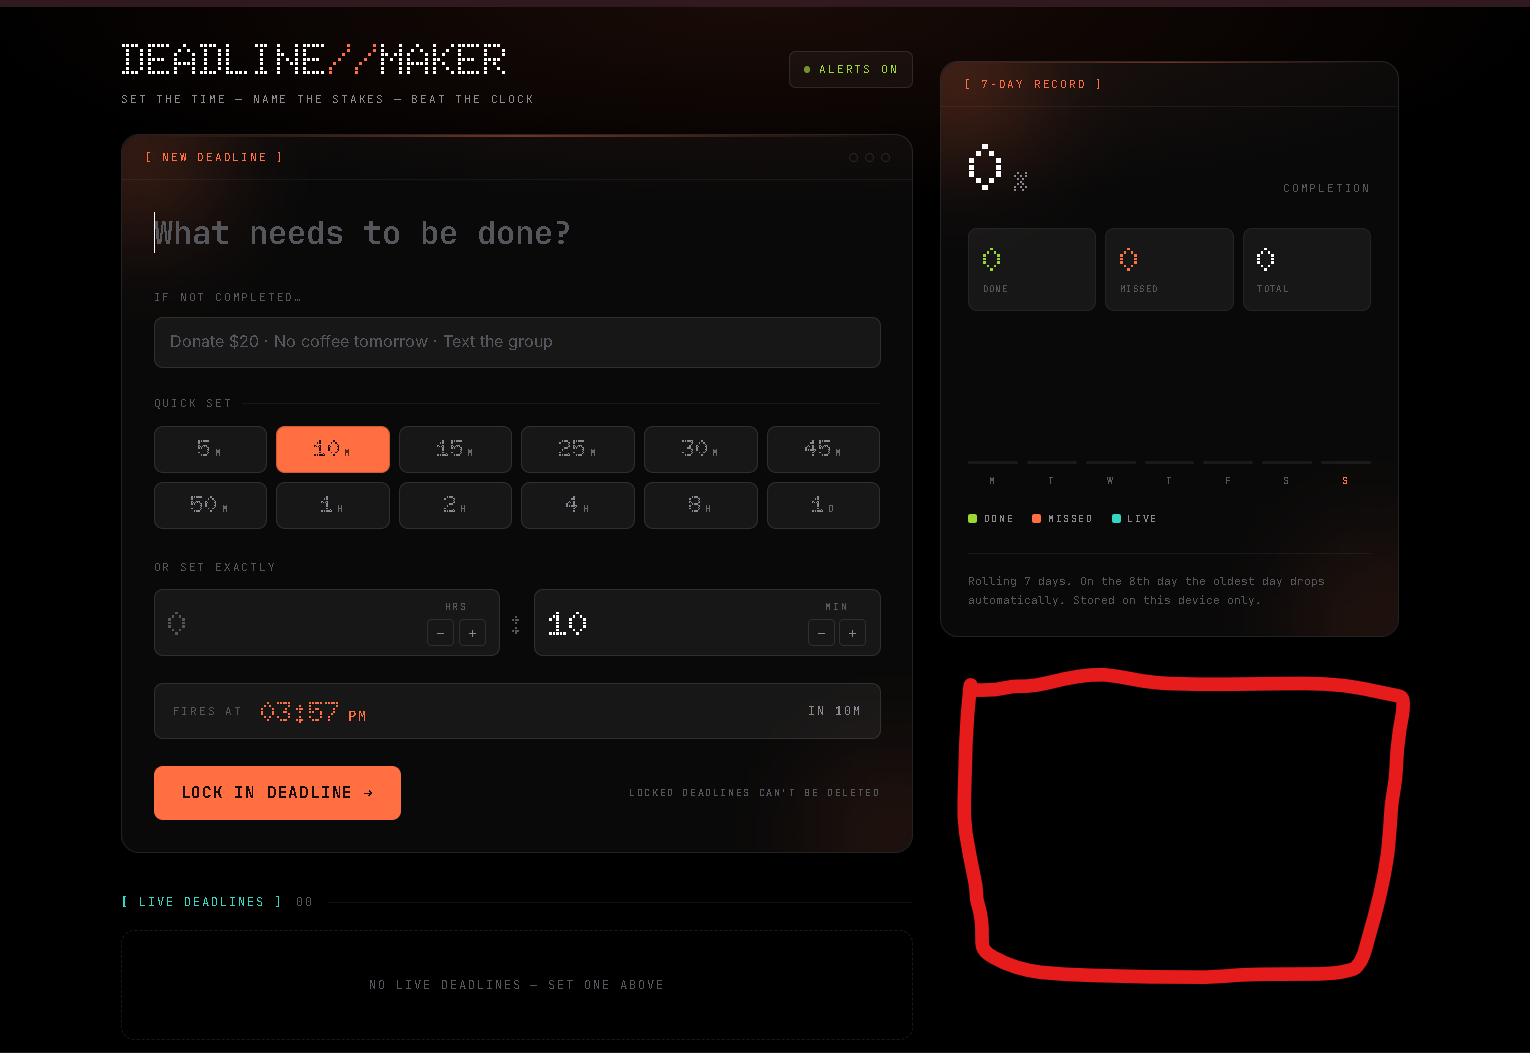 DEADLINE//MAKER
SET THE TIME — NAME THE STAKES — BEAT THE CLOCK
ALERTS ON
[ NEW DEADLINE ]
What needs to be done?
IF NOT COMPLETED…
Donate $20 · No coffee tomorrow · Text the group
QUICK SET
5 M 10 M 15 M 25 M 30 M 45 M
50 M 1 H 2 H 4 H 8 H 1 D
OR SET EXACTLY
0 HRS − + : 10 MIN − +
FIRES AT 03:57 PM IN 10M
LOCK IN DEADLINE →
LOCKED DEADLINES CAN'T BE DELETED
[ LIVE DEADLINES ] 00
NO LIVE DEADLINES — SET ONE ABOVE
[ 7-DAY RECORD ]
0 %
COMPLETION
0 0 0
DONE MISSED TOTAL
M T W T F S S
DONE MISSED LIVE
Rolling 7 days. On the 8th day the oldest day drops
automatically. Stored on this device only.